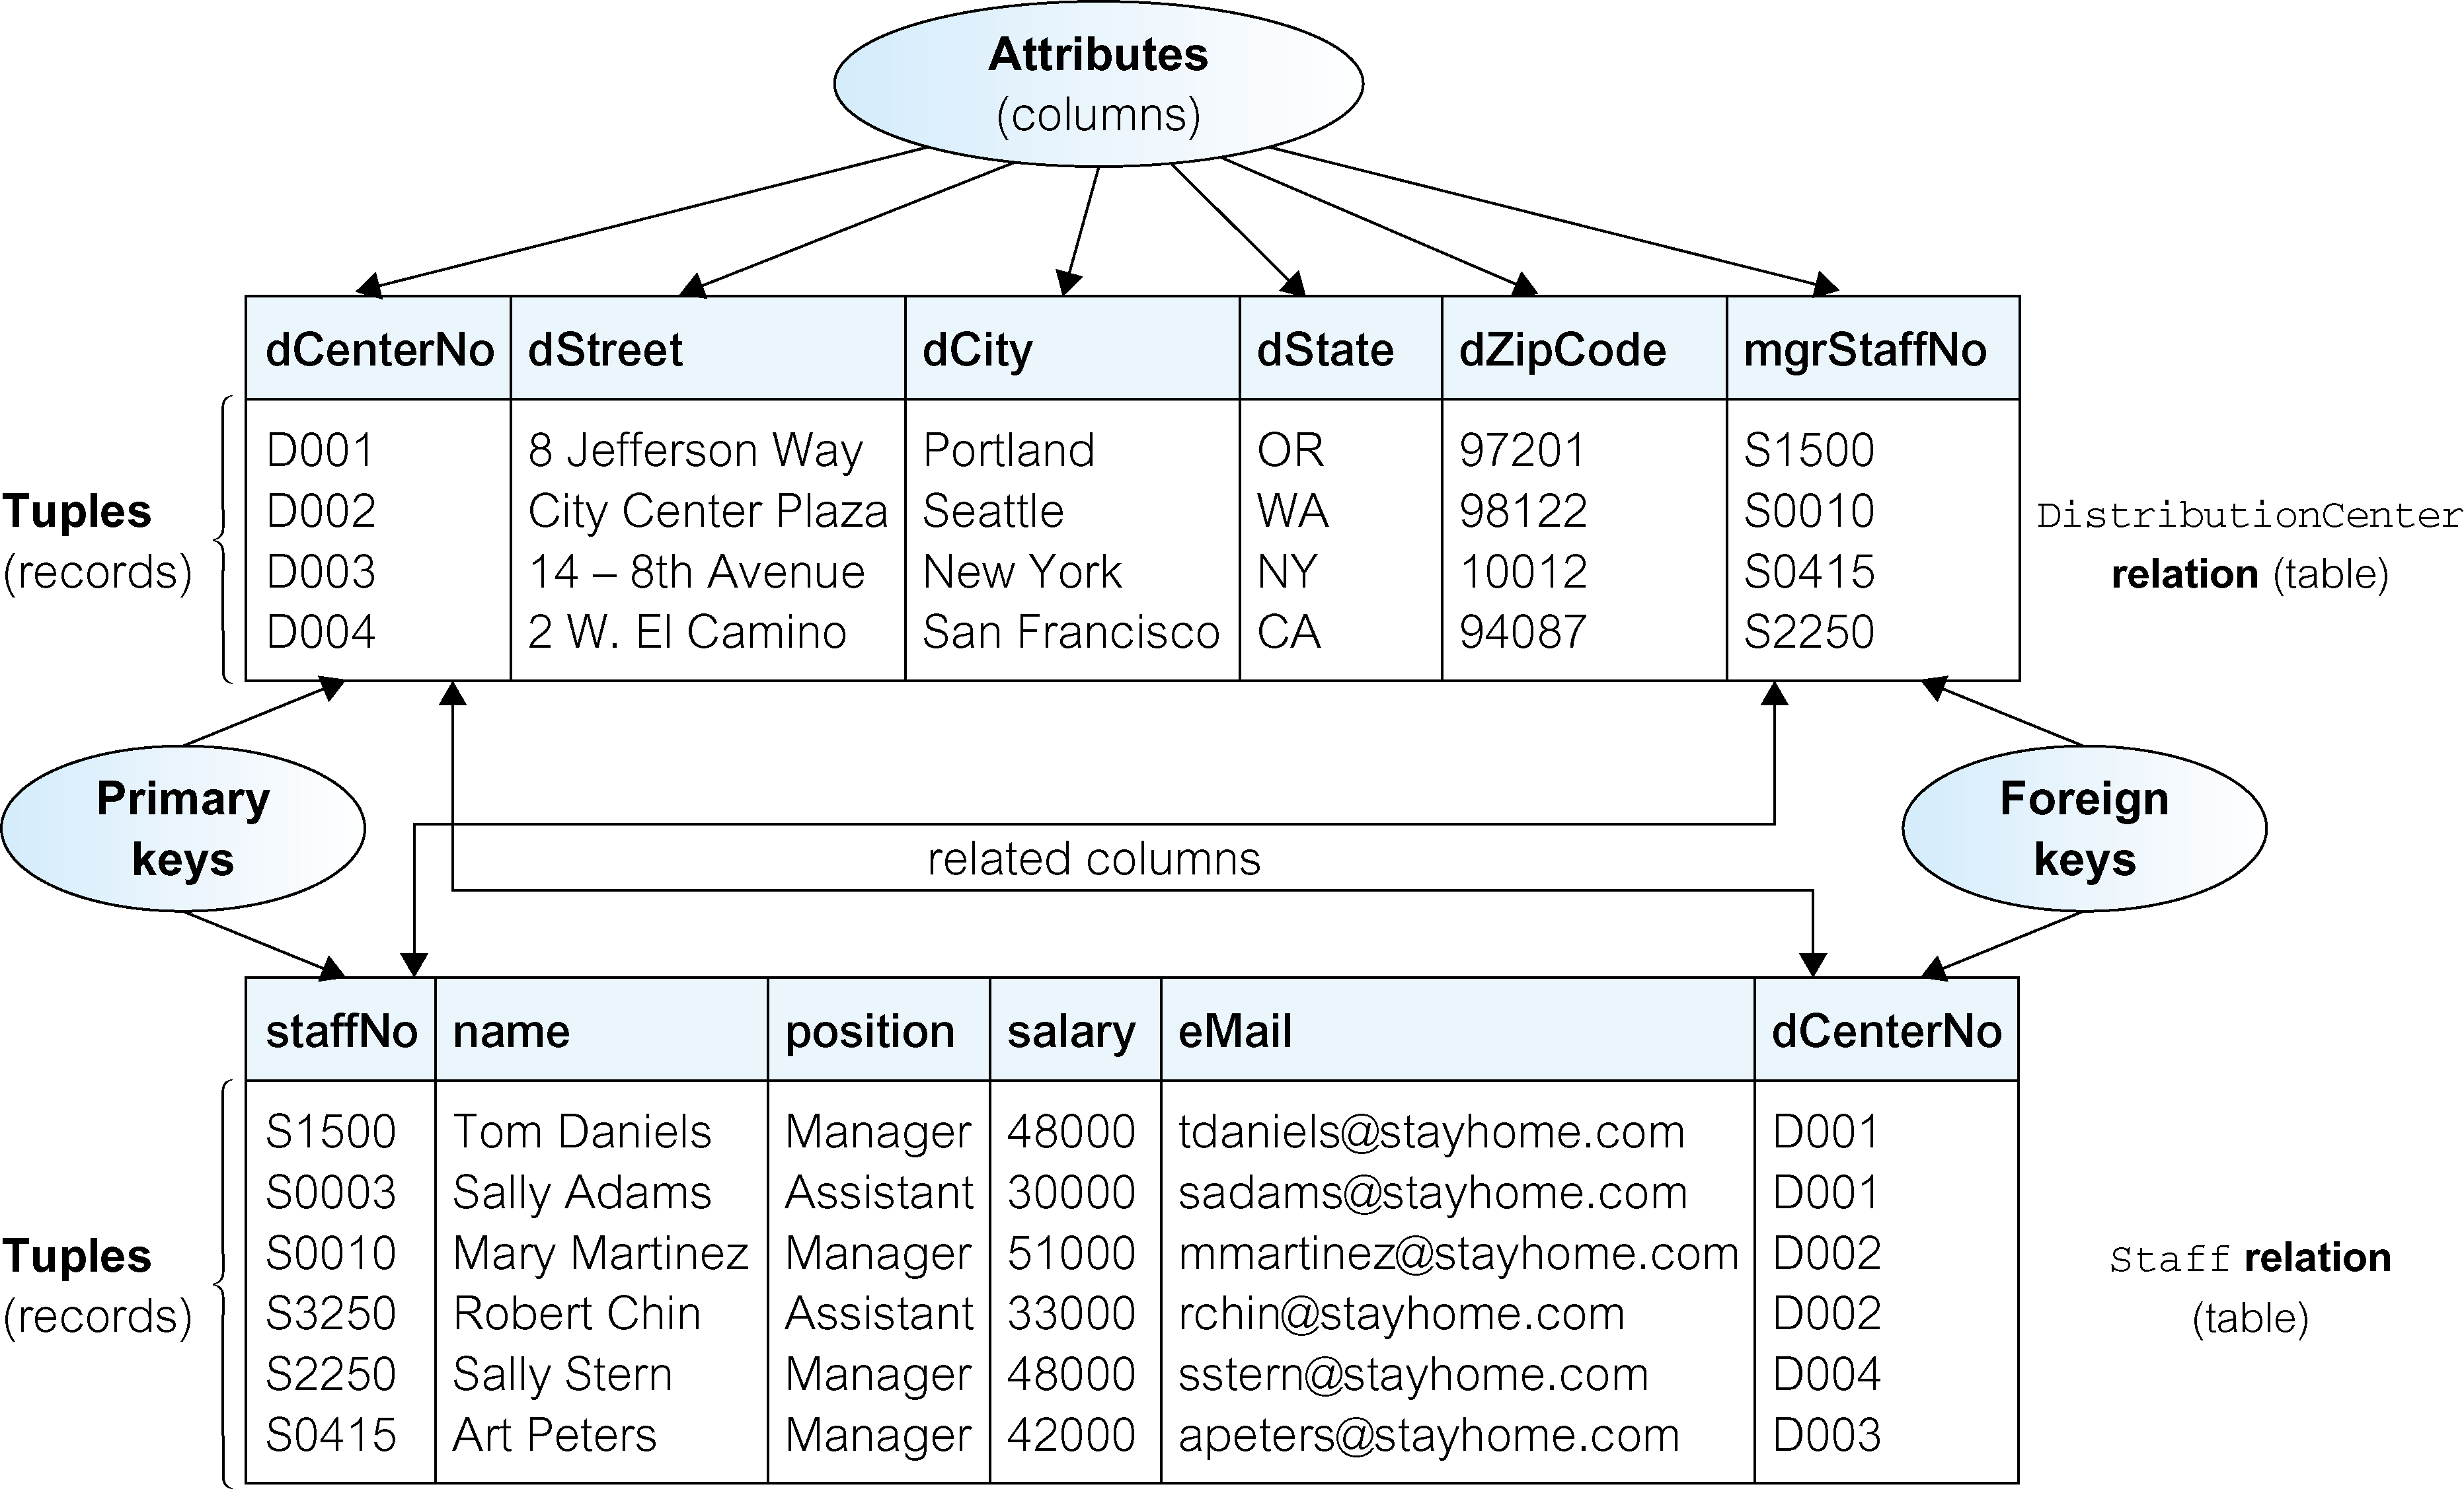 Attributes
(columns)
dCenterNo dStreet dCity dState dZipCode mgrStaffNo
D001 8 Jefferson Way Portland OR 97201 S1500
D002 City Center Plaza Seattle WA 98122 S0010
D003 14 – 8th Avenue New York NY 10012 S0415
D004 2 W. El Camino San Francisco CA 94087 S2250
Tuples
(records)
DistributionCenter
relation (table)
Primary
keys
related columns
Foreign
keys
staffNo name position salary eMail dCenterNo
S1500 Tom Daniels Manager 48000 tdaniels@stayhome.com D001
S0003 Sally Adams Assistant 30000 sadams@stayhome.com D001
S0010 Mary Martinez Manager 51000 mmartinez@stayhome.com D002
S3250 Robert Chin Assistant 33000 rchin@stayhome.com D002
S2250 Sally Stern Manager 48000 sstern@stayhome.com D004
S0415 Art Peters Manager 42000 apeters@stayhome.com D003
Tuples
(records)
Staff relation
(table)